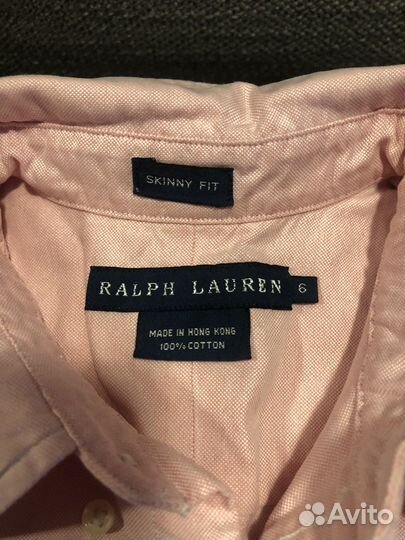 SKINNY FIT
RALPH LAUREN 6
MADE IN HONG KONG
100% COTTON
Avito